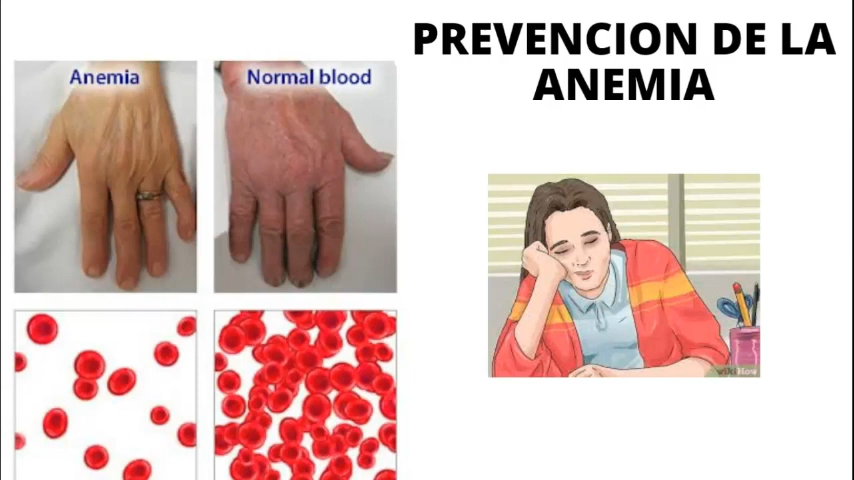 PREVENCION DE LA
ANEMIA
Anemia
Normal blood
wikiHow